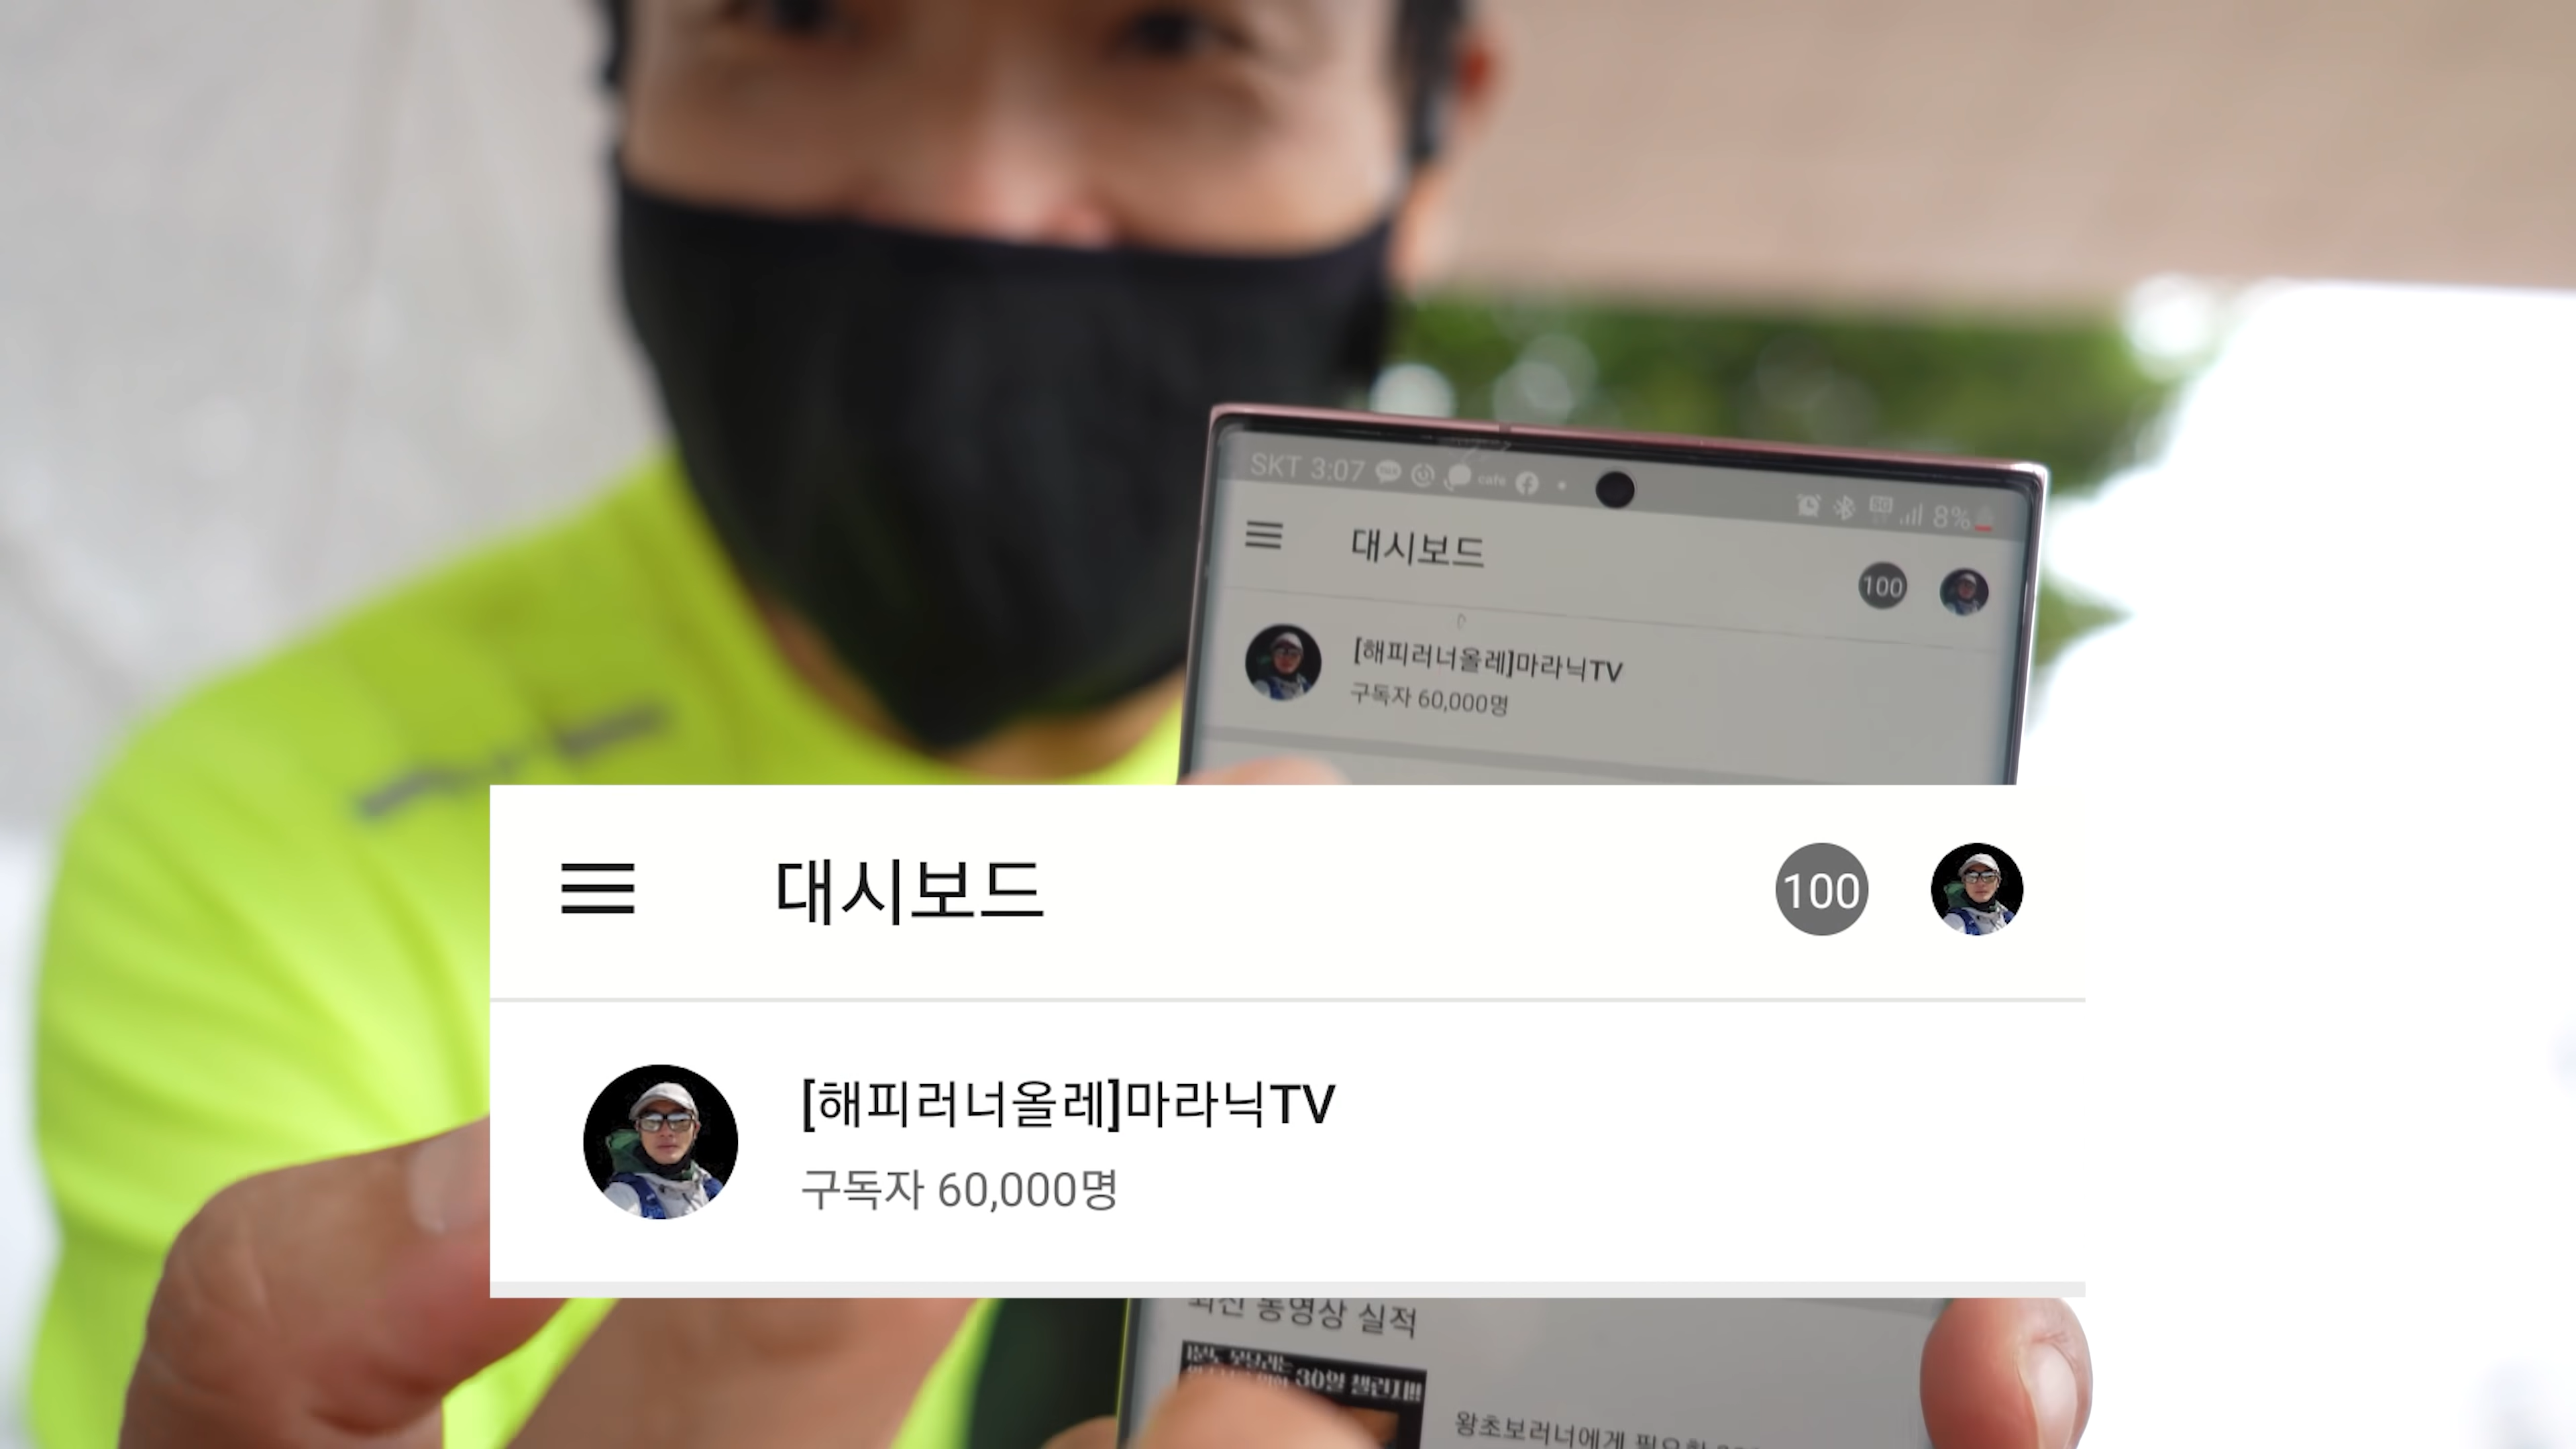 SKT 3:07
cafe
8%
대시보드
100
[해피러너올레]마라닉TV
구독자 60,000명
대시보드
100
[해피러너올레]마라닉TV
구독자 60,000명
최신 동영상 실적
30일 챌린지!!
왕초보러너에게 필요한